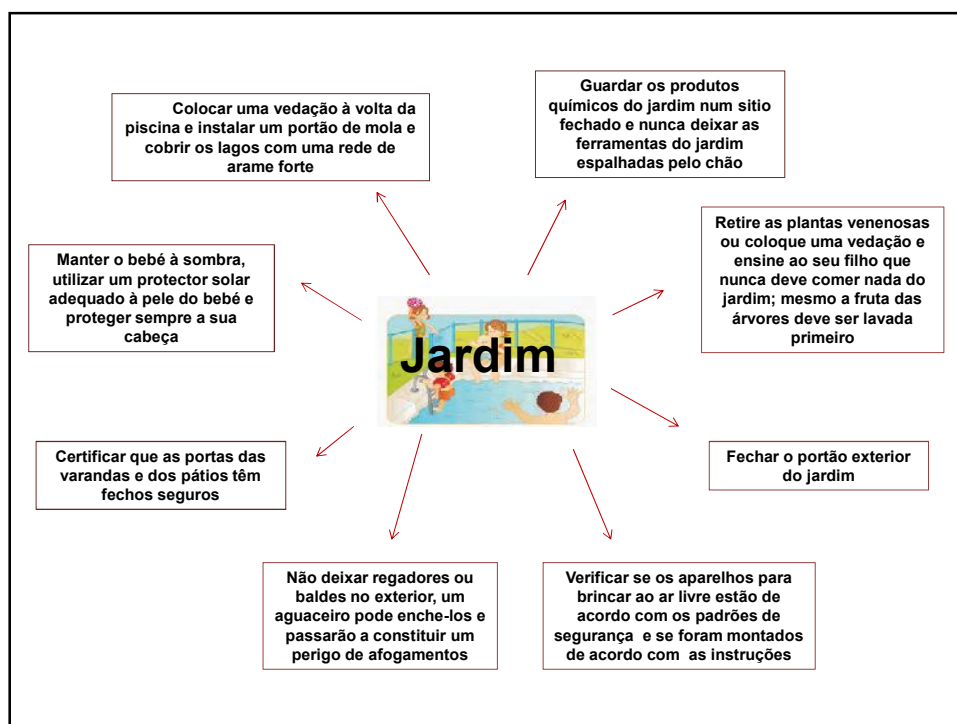 Colocar uma vedação à volta da
piscina e instalar um portão de mola e
cobrir os lagos com uma rede de
arame forte
Guardar os produtos
químicos do jardim num sitio
fechado e nunca deixar as
ferramentas do jardim
espalhadas pelo chão
Manter o bebé à sombra,
utilizar um protector solar
adequado à pele do bebé e
proteger sempre a sua
cabeça
Retire as plantas venenosas
ou coloque uma vedação e
ensine ao seu filho que
nunca deve comer nada do
jardim; mesmo a fruta das
árvores deve ser lavada
primeiro
Jardim
Certificar que as portas das
varandas e dos pátios têm
fechos seguros
Fechar o portão exterior
do jardim
Não deixar regadores ou
baldes no exterior, um
aguaceiro pode enche-los e
passarão a constituir um
perigo de afogamentos
Verificar se os aparelhos para
brincar ao ar livre estão de
acordo com os padrões de
segurança e se foram montados
de acordo com as instruções